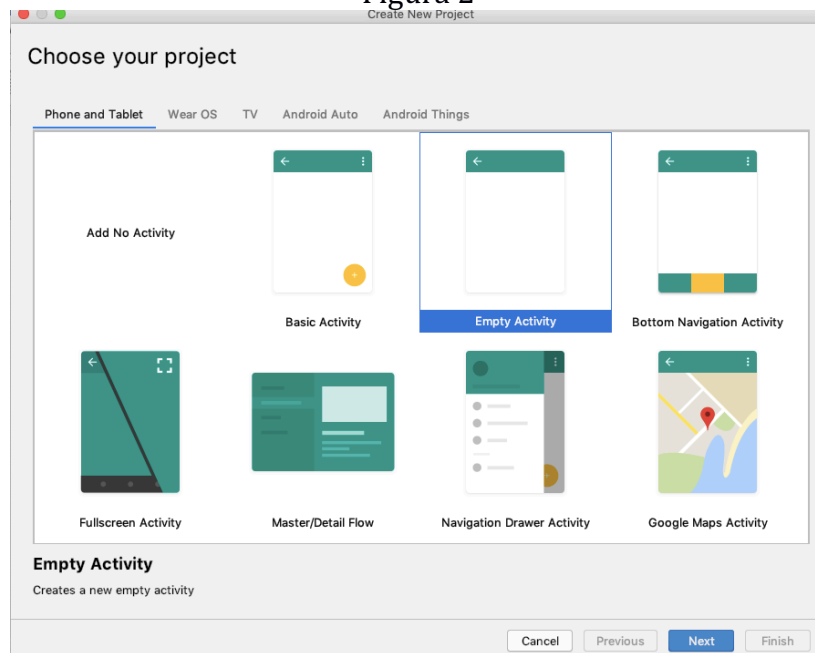 Figura 2
Create New Project
Choose your project
Phone and Tablet Wear OS TV Android Auto Android Things
Add No Activity
Basic Activity
Empty Activity
Bottom Navigation Activity
Fullscreen Activity
Master/Detail Flow
Navigation Drawer Activity
Google Maps Activity
Empty Activity
Creates a new empty activity
Cancel Previous Next Finish